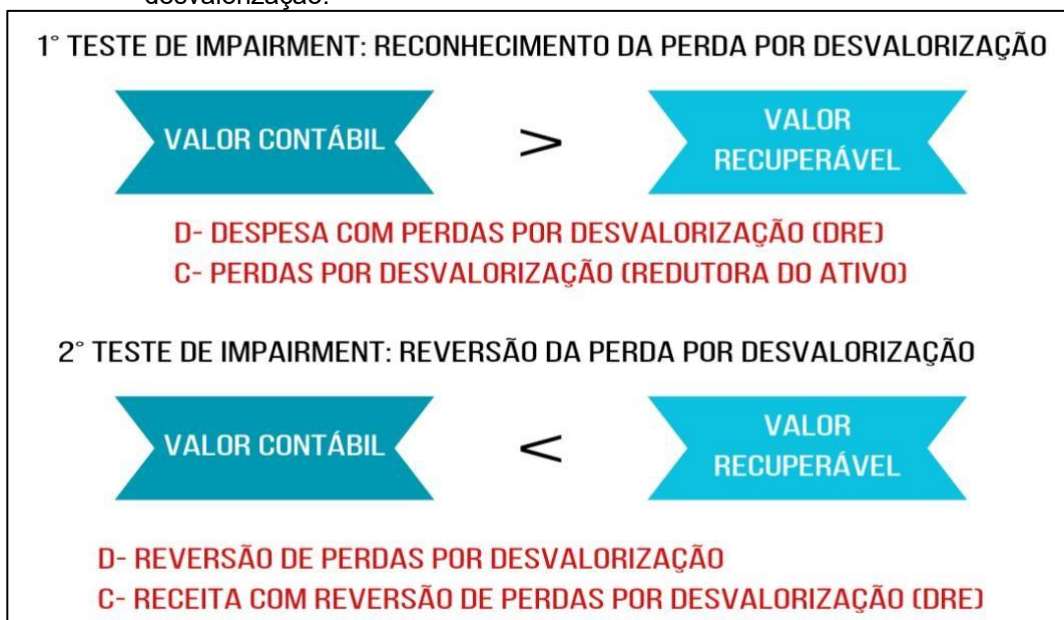 desvalorização.
1° TESTE DE IMPAIRMENT: RECONHECIMENTO DA PERDA POR DESVALORIZAÇÃO
VALOR CONTÁBIL > VALOR
RECUPERÁVEL
D- DESPESA COM PERDAS POR DESVALORIZAÇÃO (DRE)
C- PERDAS POR DESVALORIZAÇÃO (REDUTORA DO ATIVO)
2° TESTE DE IMPAIRMENT: REVERSÃO DA PERDA POR DESVALORIZAÇÃO
VALOR CONTÁBIL < VALOR
RECUPERÁVEL
D- REVERSÃO DE PERDAS POR DESVALORIZAÇÃO
C- RECEITA COM REVERSÃO DE PERDAS POR DESVALORIZAÇÃO (DRE)